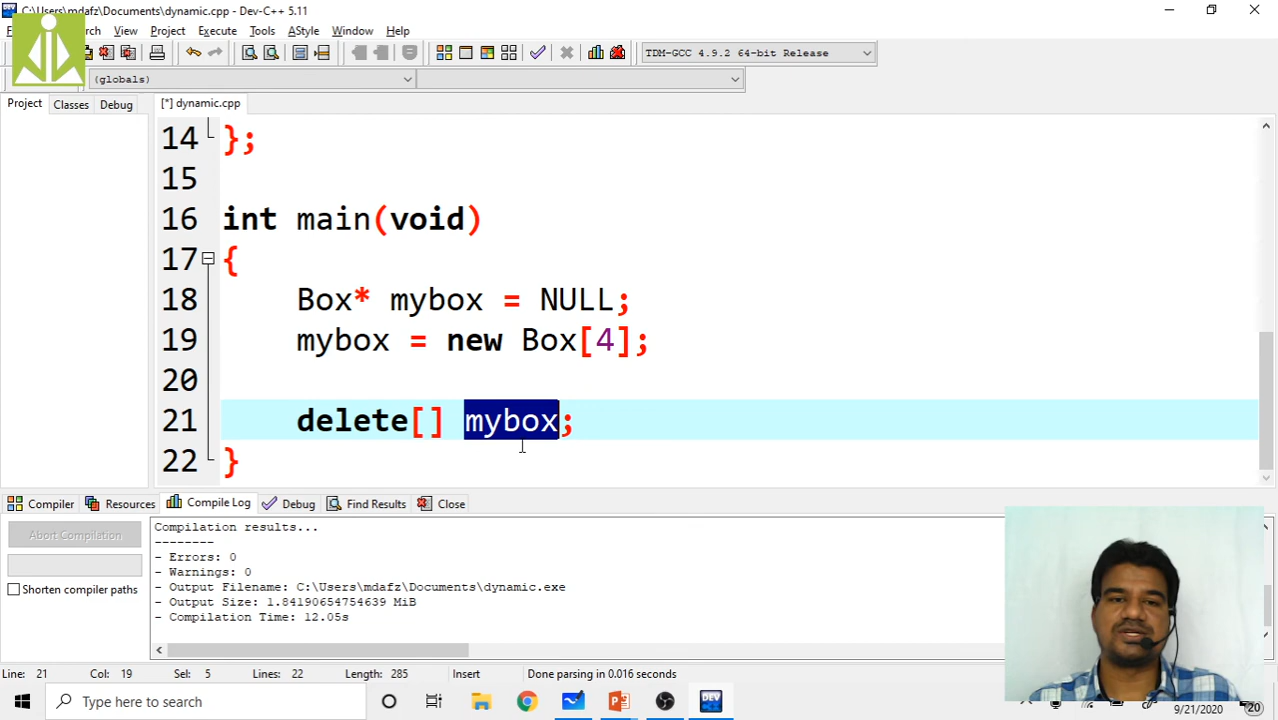 C:\Users\mdafz\Documents\dynamic.cpp - Dev-C++ 5.11
View Project Execute Tools AStyle Window Help
TDM-GCC 4.9.2 64-bit Release
(globals)
Project Classes Debug [*] dynamic.cpp
14 };
15
16 int main(void)
17 {
18 Box* mybox = NULL;
19 mybox = new Box[4];
20
21 delete[] mybox;
22 }
Compiler Resources Compile Log Debug Find Results Close
Abort Compilation
Shorten compiler paths
Compilation results...
--------
- Errors: 0
- Warnings: 0
- Output Filename: C:\Users\mdafz\Documents\dynamic.exe
- Output Size: 1.84190654754639 MiB
- Compilation Time: 12.05s
Line: 21 Col: 19 Sel: 5 Lines: 22 Length: 285 Insert Done parsing in 0.016 seconds
Type here to search
DEV
9/21/2020
20